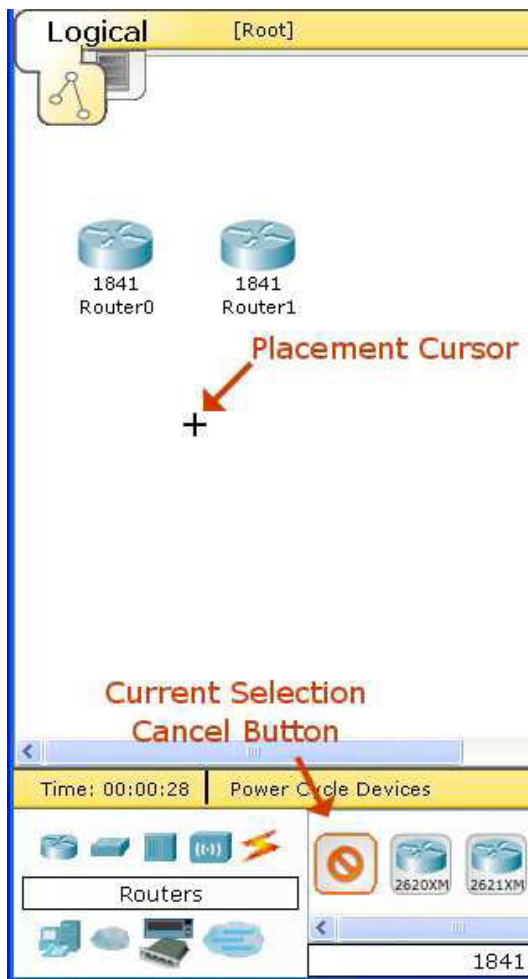 Logical [Root]
1841 1841
Router0 Router1
Placement Cursor
Current Selection
Cancel Button
Time: 00:00:28 Power Cycle Devices
2620XM 2621XM
Routers
1841